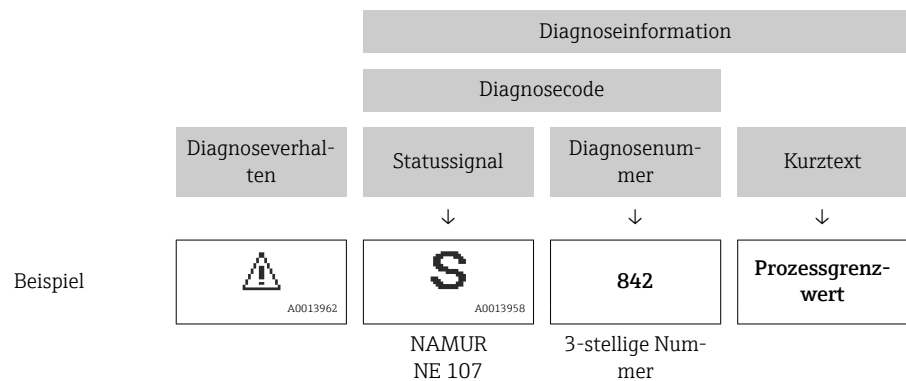 Diagnoseinformation
Diagnosecode
Diagnoseverhal-
ten
Statussignal
Diagnosenum-
mer
Kurztext
↓ ↓ ↓
Beispiel
A0013962
S
A0013958
842
Prozessgrenz-
wert
NAMUR
NE 107
3-stellige Num-
mer